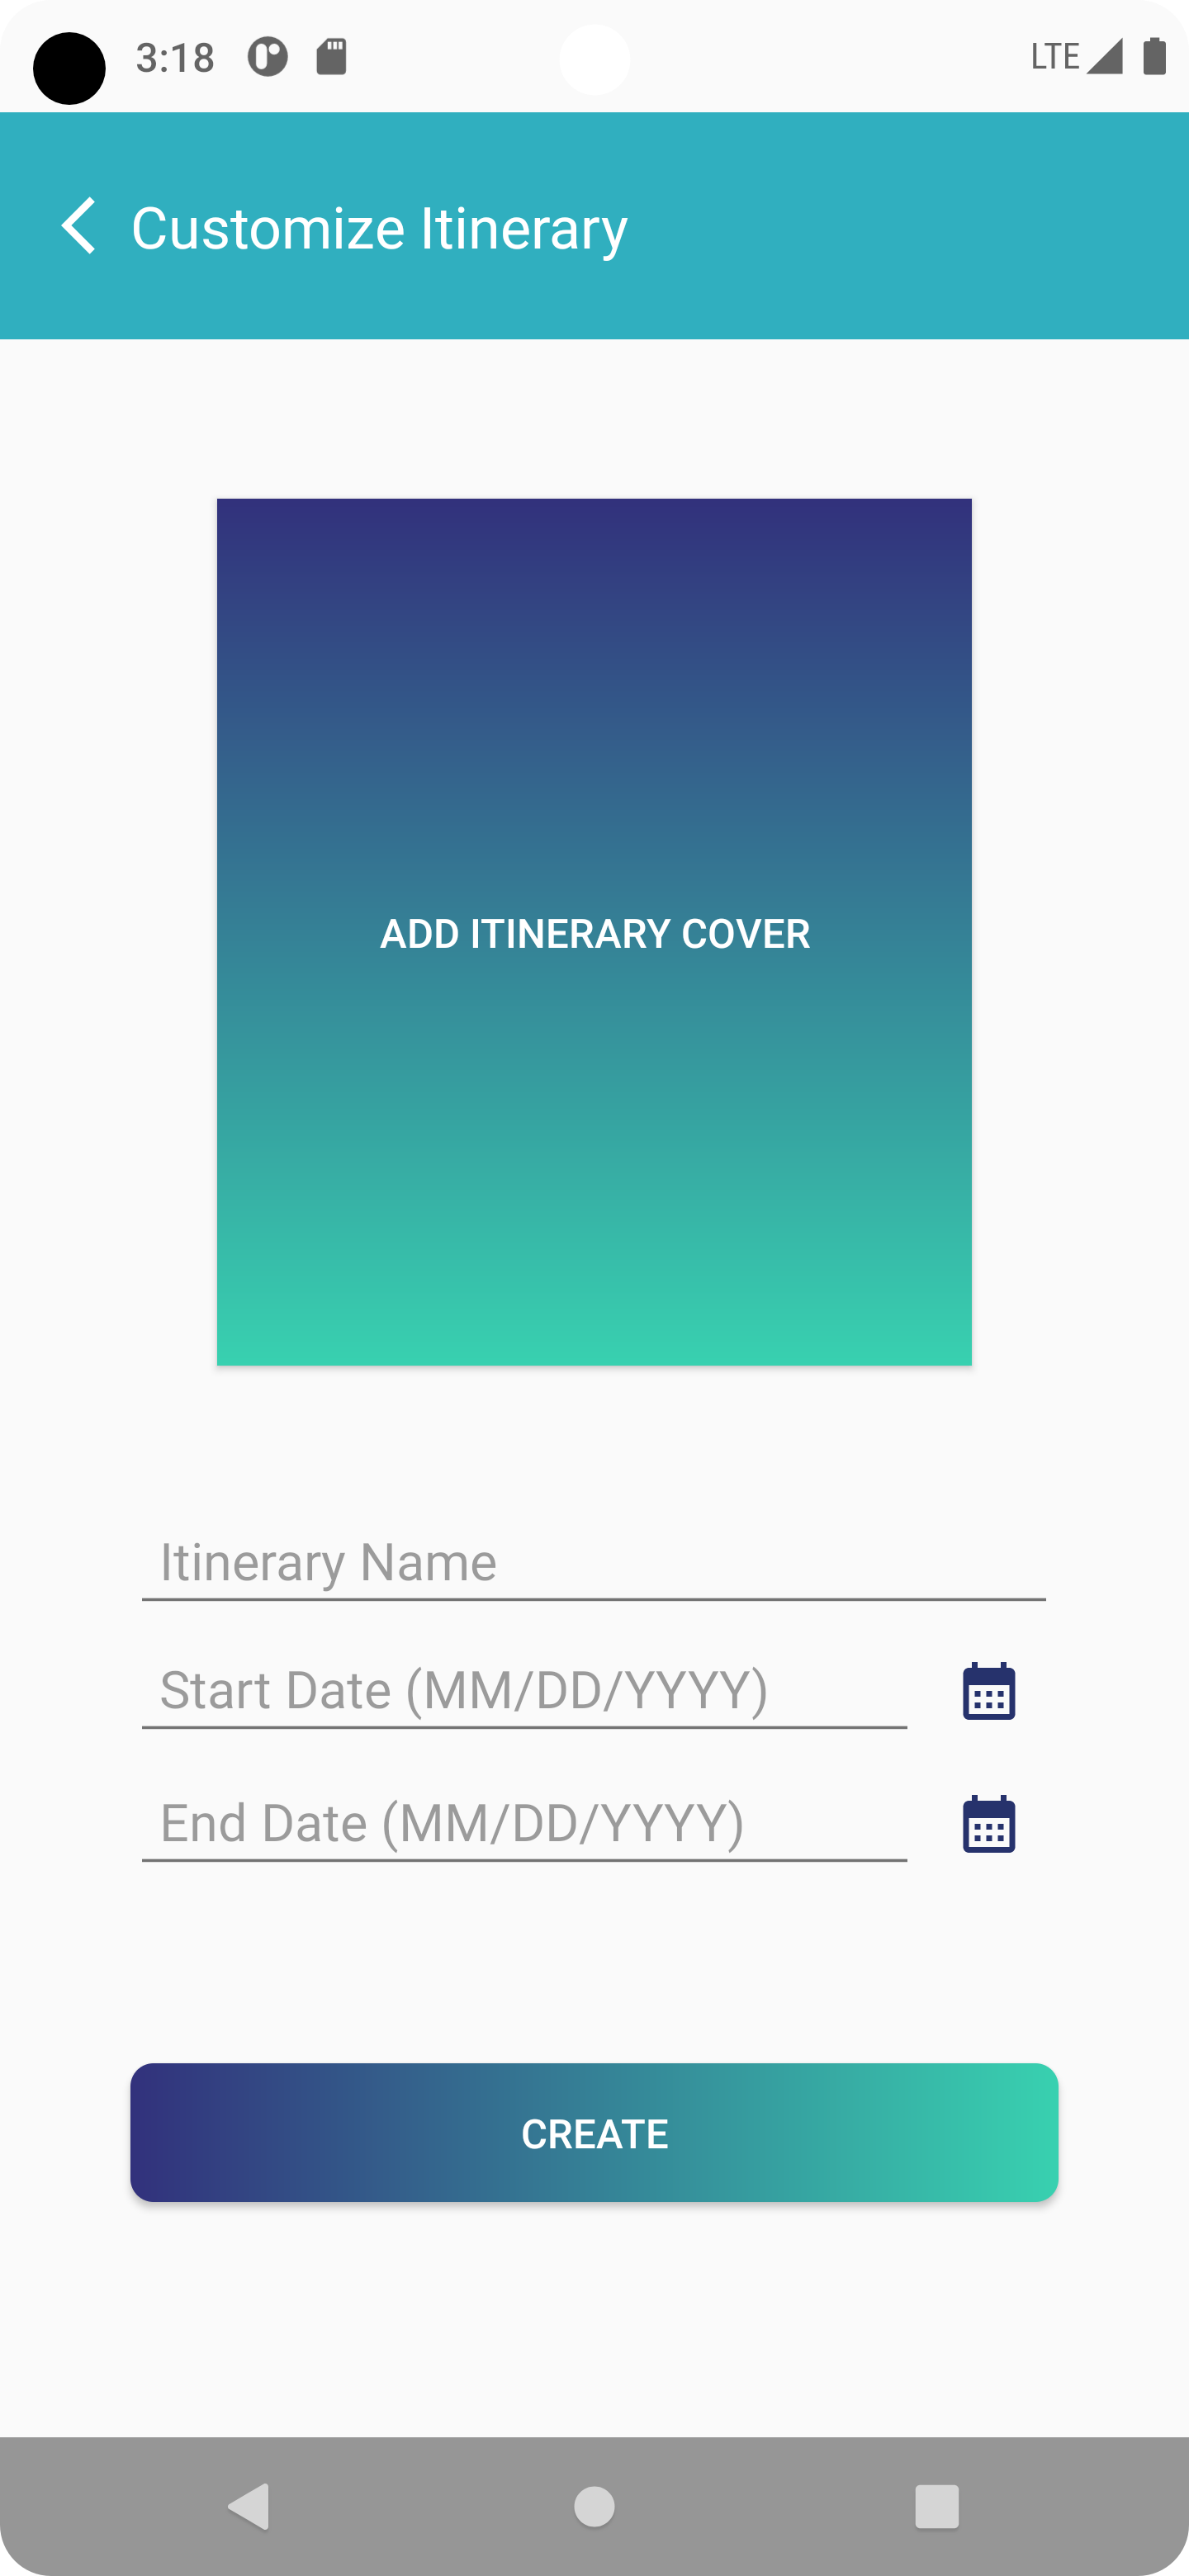 3:18
LTE
Customize Itinerary
ADD ITINERARY COVER
Itinerary Name
Start Date (MM/DD/YYYY)
End Date (MM/DD/YYYY)
CREATE